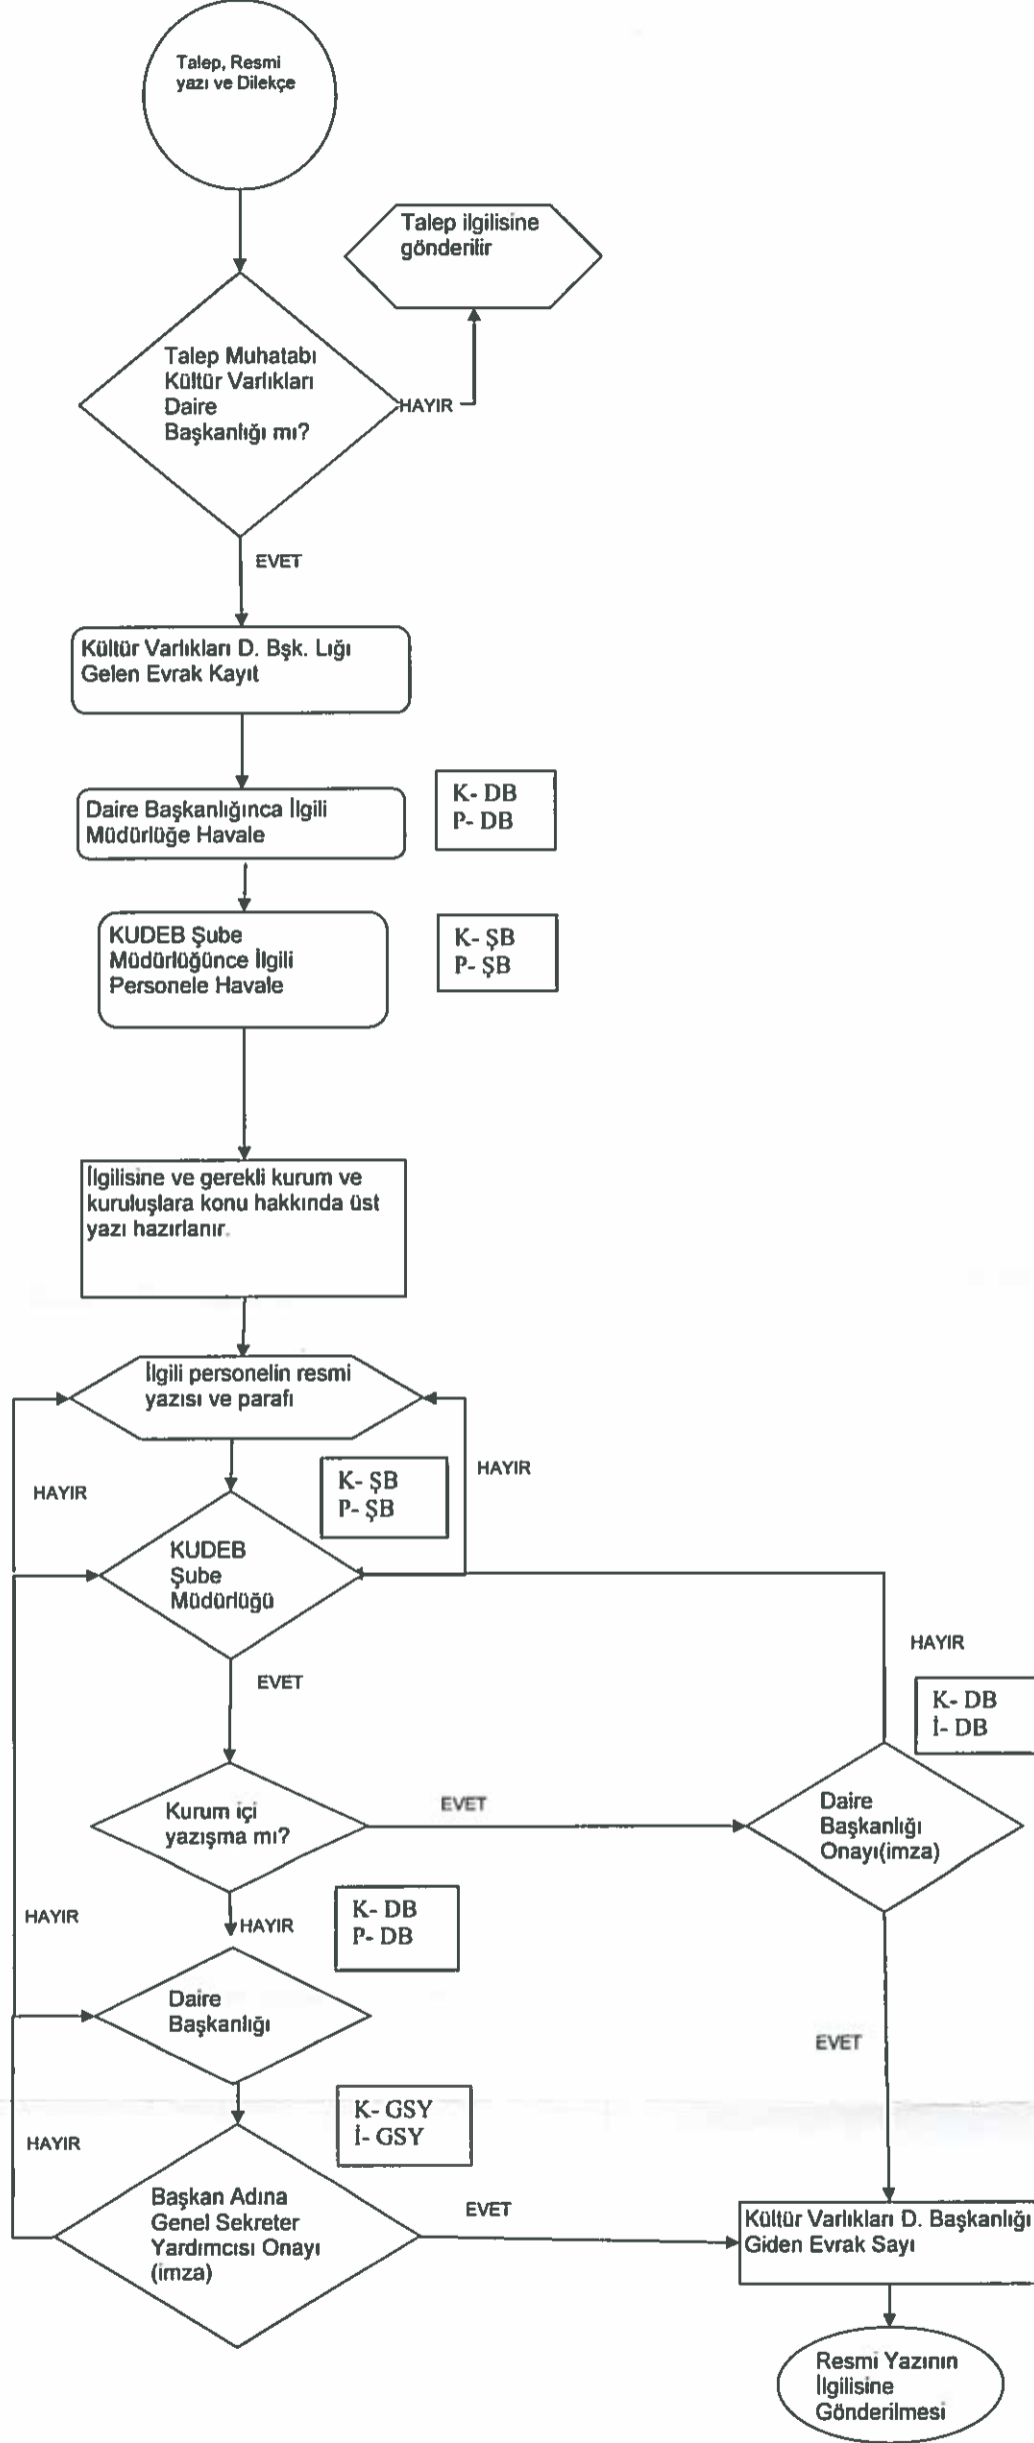 Talep, Resmi
yazı ve Dilekçe
Talep ilgilisine
gönderilir
Talep Muhatabı
Kültür Varlıkları
Daire
Başkanlığı mı?
HAYIR
EVET
Kültür Varlıkları D. Bşk. Lığı
Gelen Evrak Kayıt
Daire Başkanlığınca İlgili
Müdürlüğe Havale
K- DB
P- DB
KUDEB Şube
Müdürlüğünce İlgili
Personele Havale
K- ŞB
P- ŞB
İlgilisine ve gerekli kurum ve
kuruluşlara konu hakkında üst
yazı hazırlanır.
İlgili personelin resmi
yazısı ve parafı
HAYIR
K- ŞB
P- ŞB
HAYIR
KUDEB
Şube
Müdürlüğü
HAYIR
EVET
K- DB
İ- DB
Kurum içi
yazışma mı?
EVET
Daire
Başkanlığı
Onayı(imza)
HAYIR
HAYIR
K- DB
P- DB
Daire
Başkanlığı
EVET
HAYIR
K- GSY
İ- GSY
Başkan Adına
Genel Sekreter
Yardımcısı Onayı
(imza)
EVET
Kültür Varlıkları D. Başkanlığı
Giden Evrak Sayı
Resmi Yazının
İlgilisine
Gönderilmesi